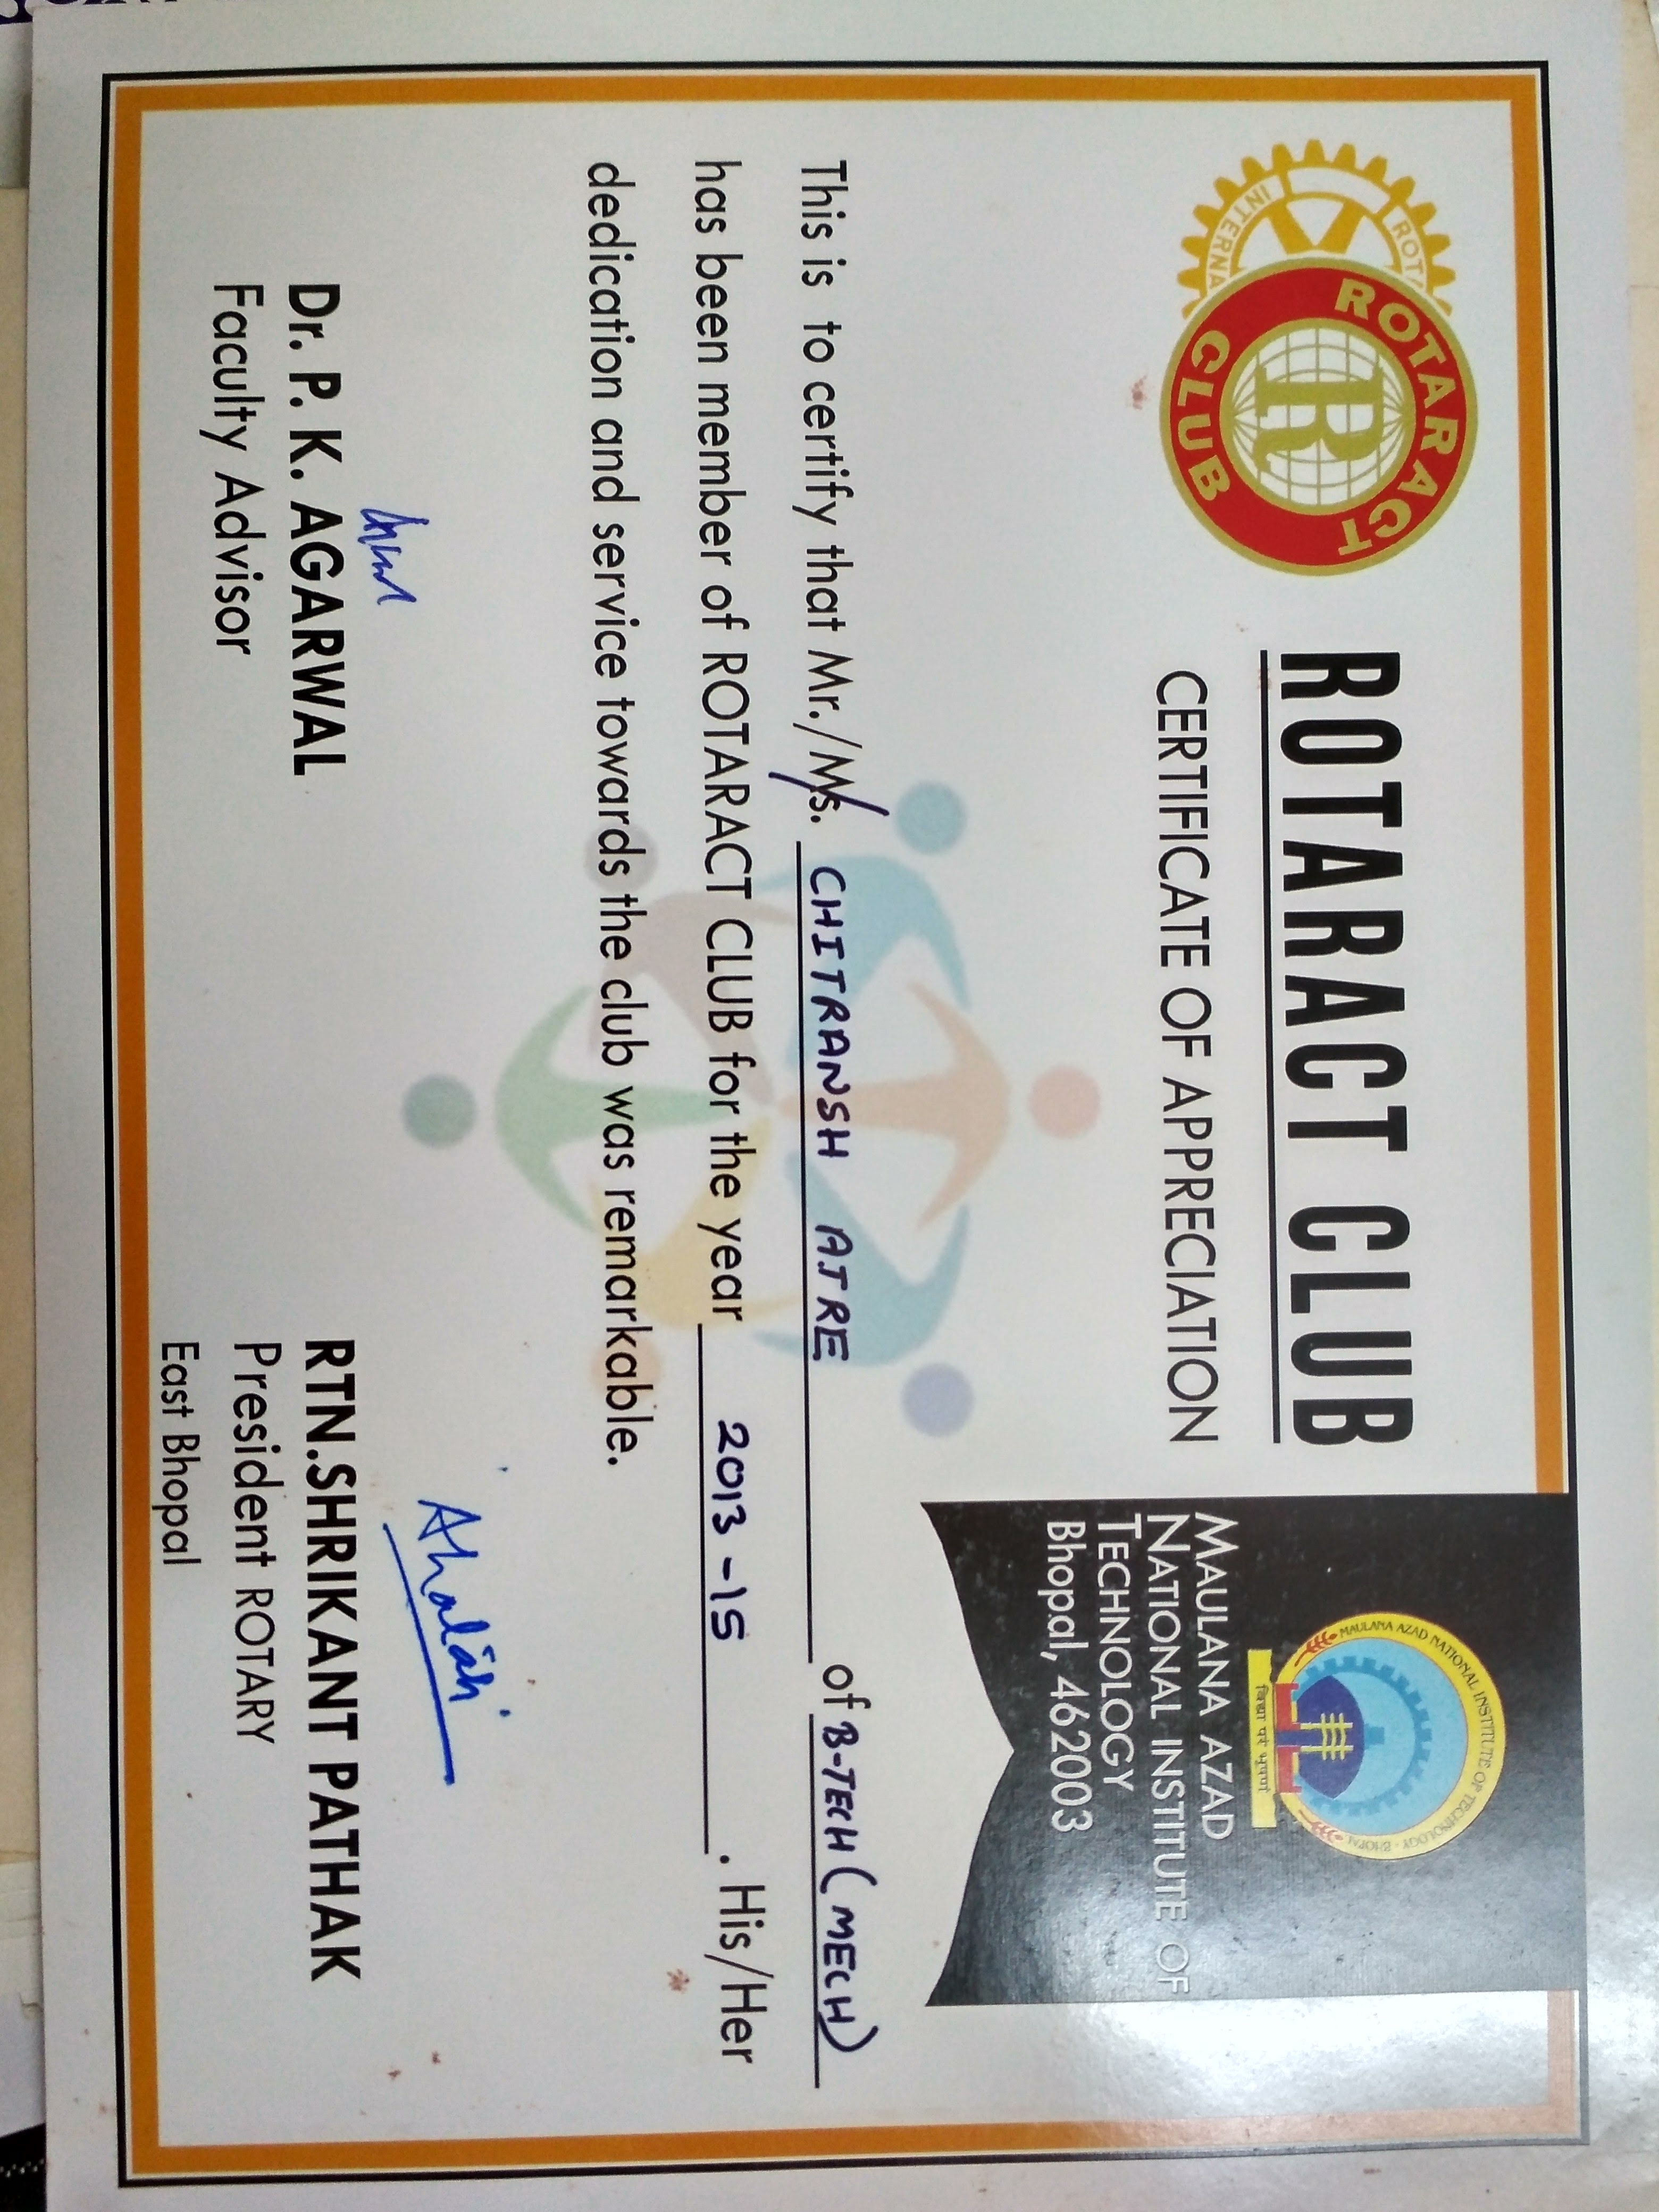 ROTARACT CLUB
ROTA
INTERNA
R
ROTARACT CLUB
CERTIFICATE OF APPRECIATION
MAULANA AZAD NATIONAL INSTITUTE OF TECHNOLOGY - BHOPAL
विद्या परं भूषणं
MAULANA AZAD
NATIONAL INSTITUTE OF
TECHNOLOGY
Bhopal, 462003
This is to certify that Mr./Ms. CHITRANSH AIRE of B-TECH (MECH)
has been member of ROTARACT CLUB for the year 2013-15. His/Her
dedication and service towards the club was remarkable.
Dr. P. K. AGARWAL
Faculty Advisor
RTN.SHRIKANT PATHAK
President ROTARY
East Bhopal